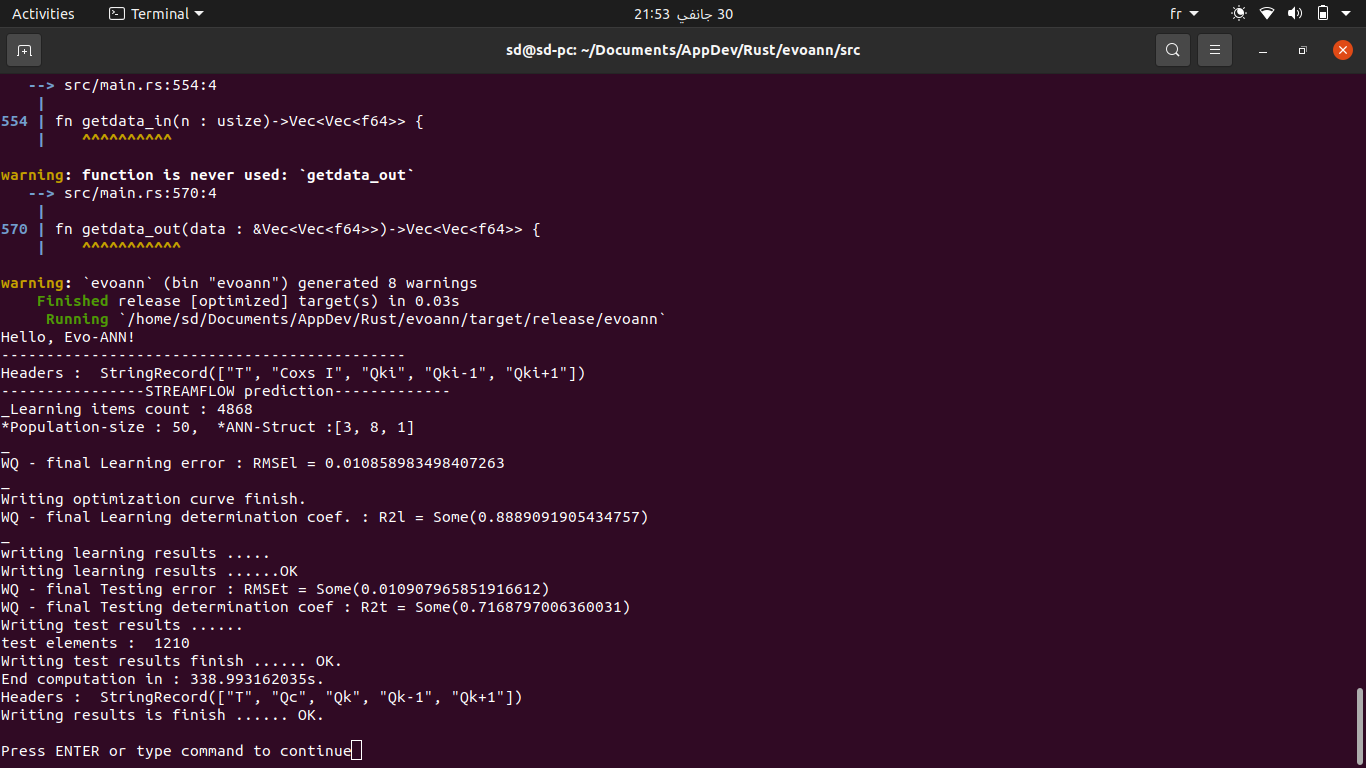 Activities
Terminal
30 جانفي 21:53
fr
sd@sd-pc: ~/Documents/AppDev/Rust/evoann/src
--> src/main.rs:554:4
|
554 | fn getdata_in(n : usize)->Vec<Vec<f64>> {
| ^^^^^^^^^^
warning: function is never used: `getdata_out`
--> src/main.rs:570:4
|
570 | fn getdata_out(data : &Vec<Vec<f64>>)->Vec<Vec<f64>> {
| ^^^^^^^^^^^
warning: `evoann` (bin "evoann") generated 8 warnings
Finished release [optimized] target(s) in 0.03s
Running `/home/sd/Documents/AppDev/Rust/evoann/target/release/evoann`
Hello, Evo-ANN!
---------------------------------------------
Headers :  StringRecord(["T", "Coxs I", "Qki", "Qki-1", "Qki+1"])
----------------STREAMFLOW prediction-------------
_Learning items count : 4868
*Population-size : 50,  *ANN-Struct :[3, 8, 1]
_
WQ - final Learning error : RMSEl = 0.010858983498407263
_
Writing optimization curve finish.
WQ - final Learning determination coef. : R2l = Some(0.8889091905434757)
_
writing learning results .....
Writing learning results ......OK
WQ - final Testing error : RMSEt = Some(0.010907965851916612)
WQ - final Testing determination coef : R2t = Some(0.7168797006360031)
Writing test results ......
test elements :  1210
Writing test results finish ...... OK.
End computation in : 338.993162035s.
Headers :  StringRecord(["T", "Qc", "Qk", "Qk-1", "Qk+1"])
Writing results is finish ...... OK.
Press ENTER or type command to continue